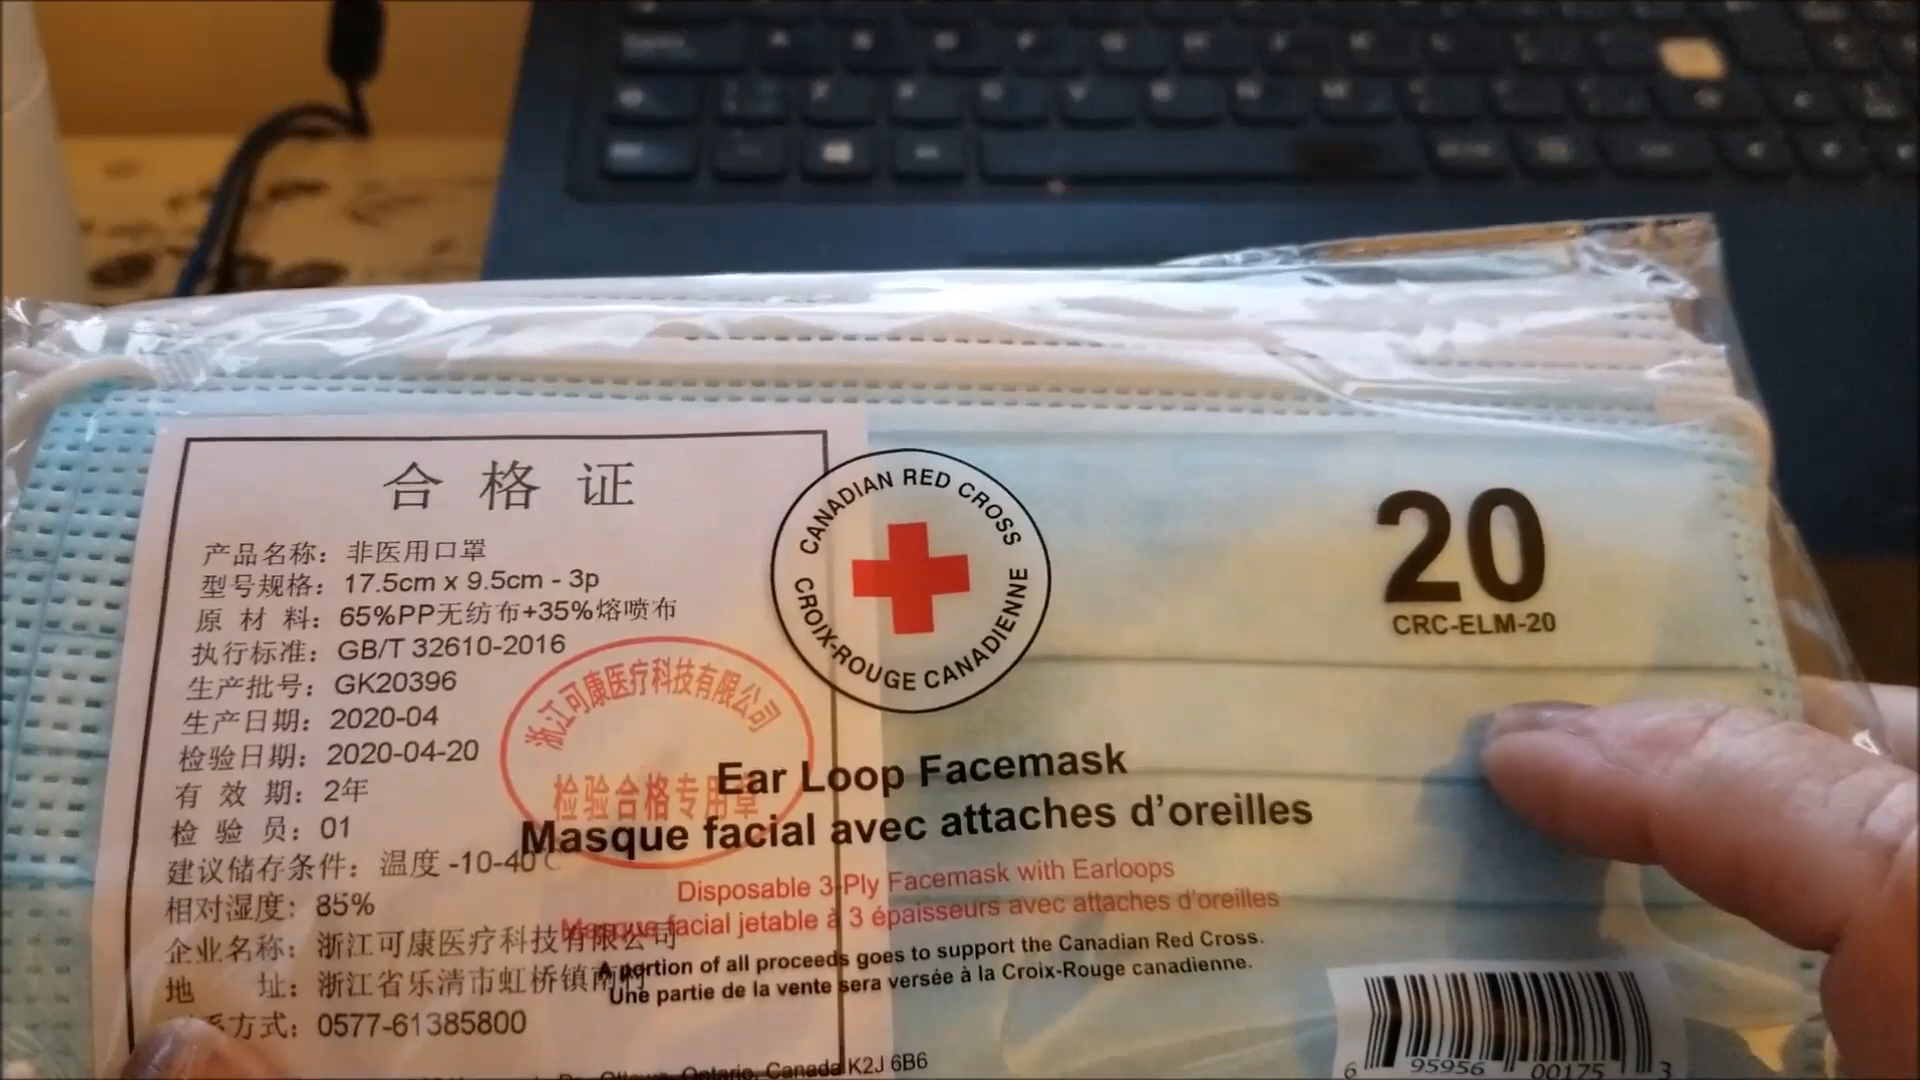 合格证
产品名称：非医用口罩
型号规格：17.5cm x 9.5cm - 3p
原材料：65%PP无纺布+35%熔喷布
执行标准：GB/T 32610-2016
生产批号：GK20396
生产日期：2020-04
检验日期：2020-04-20
有效期：2年
检验员：01
建议储存条件：温度 -10-40℃
相对湿度：85%
企业名称：浙江可康医疗科技有限公司
地址：浙江省乐清市虹桥镇南村
系方式：0577-61385800
浙江可康医疗科技有限公司
检验合格专用章
CANADIAN RED CROSS
CROIX-ROUGE CANADIENNE
20
CRC-ELM-20
Ear Loop Facemask
Masque facial avec attaches d'oreilles
Disposable 3-Ply Facemask with Earloops
Masque facial jetable à 3 épaisseurs avec attaches d'oreilles
A portion of all proceeds goes to support the Canadian Red Cross.
Une partie de la vente sera versée à la Croix-Rouge canadienne.
Dr., Ottawa, Ontario, Canada K2J 6B6
6 95956 00175 3